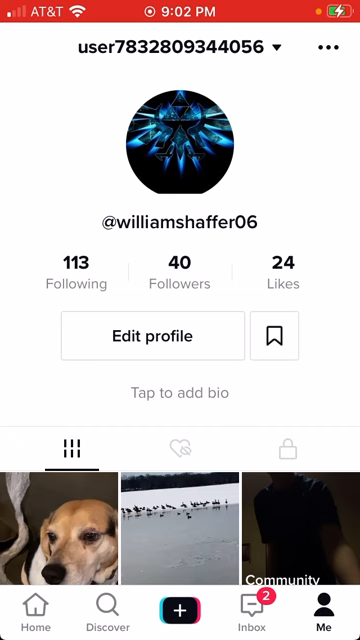 AT&T 9:02 PM
user7832809344056
@williamshaffer06
113 40 24
Following Followers Likes
Edit profile
Tap to add bio
Community
2
Home Discover Inbox Me